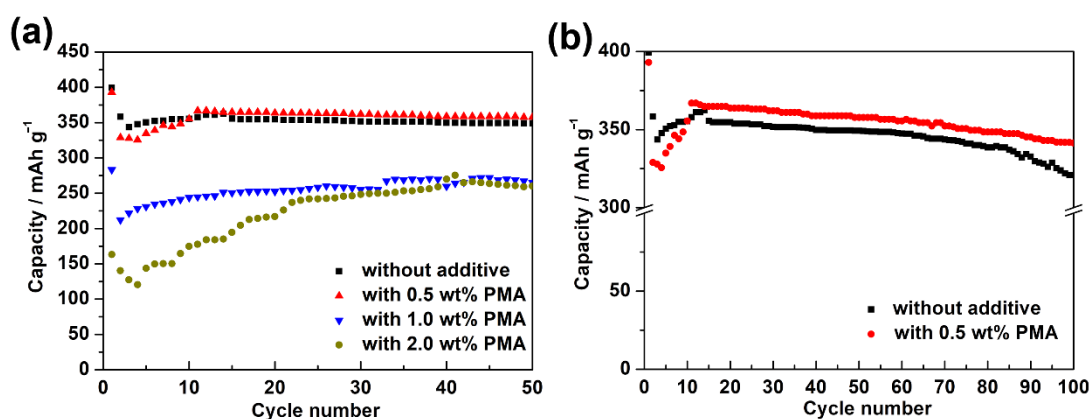 (a)
450
400
350
300
250
200
150
100
50
0
Capacity / mAh g⁻¹
without additive
with 0.5 wt% PMA
with 1.0 wt% PMA
with 2.0 wt% PMA
0 10 20 30 40 50
Cycle number
(b)
400
350
300
50
0
Capacity / mAh g⁻¹
without additive
with 0.5 wt% PMA
0 10 20 30 40 50 60 70 80 90 100
Cycle number